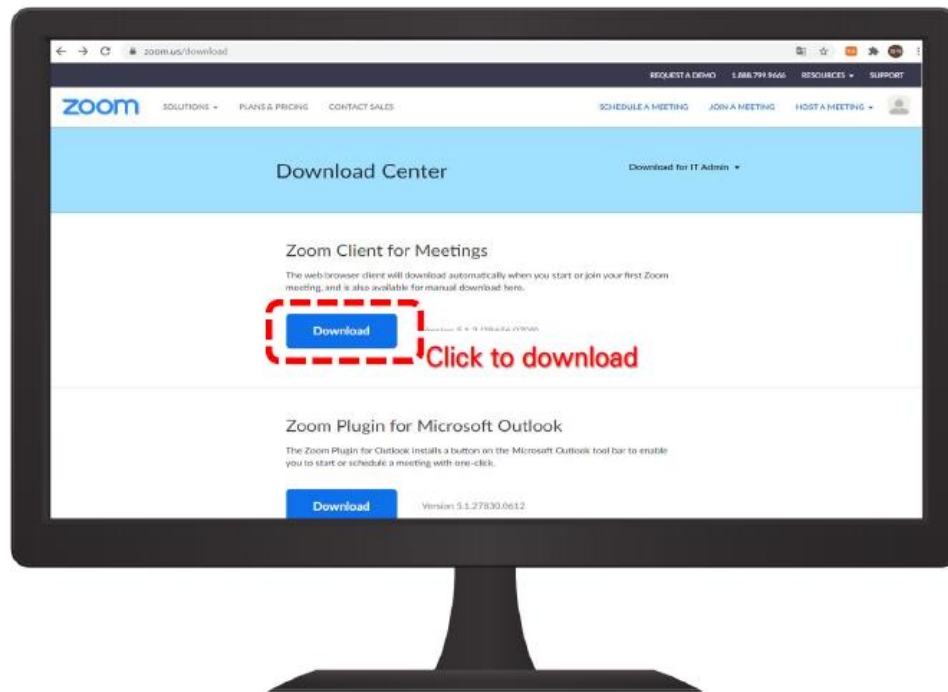 zoom.us/download
REQUEST A DEMO 1.888.799.9666 RESOURCES SUPPORT
zoom SOLUTIONS PLANS & PRICING CONTACT SALES SCHEDULE A MEETING JOIN A MEETING HOST A MEETING
Download Center Download for IT Admin
Zoom Client for Meetings
The web browser client will download automatically when you start or join your first Zoom
meeting, and is also available for manual download here.
Download
Click to download
Zoom Plugin for Microsoft Outlook
The Zoom Plugin for Outlook installs a button on the Microsoft Outlook tool bar to enable
you to start or schedule a meeting with one-click.
Download Version 5.1.27830.0612